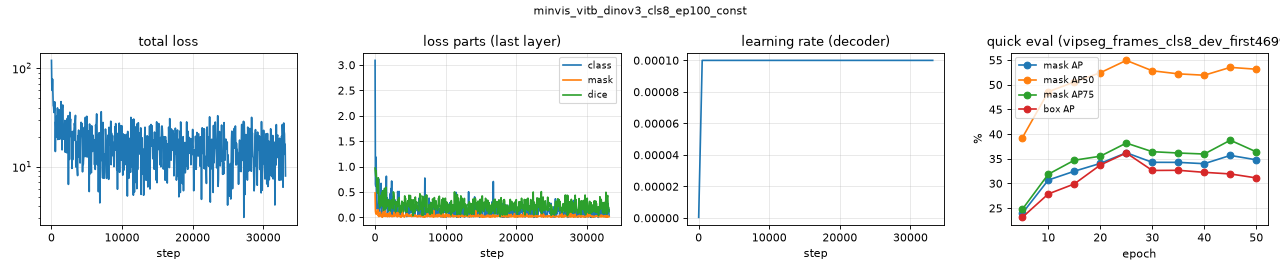 minvis_vitb_dinov3_cls8_ep100_const
total loss
10²
10¹
0
10000
20000
30000
step
loss parts (last layer)
3.0
2.5
2.0
1.5
1.0
0.5
0.0
class
mask
dice
0
10000
20000
30000
step
learning rate (decoder)
0.00010
0.00008
0.00006
0.00004
0.00002
0.00000
0
10000
20000
30000
step
quick eval (vipseg_frames_cls8_dev_first469
%
55
50
45
40
35
30
25
mask AP
mask AP50
mask AP75
box AP
10
20
30
40
50
epoch